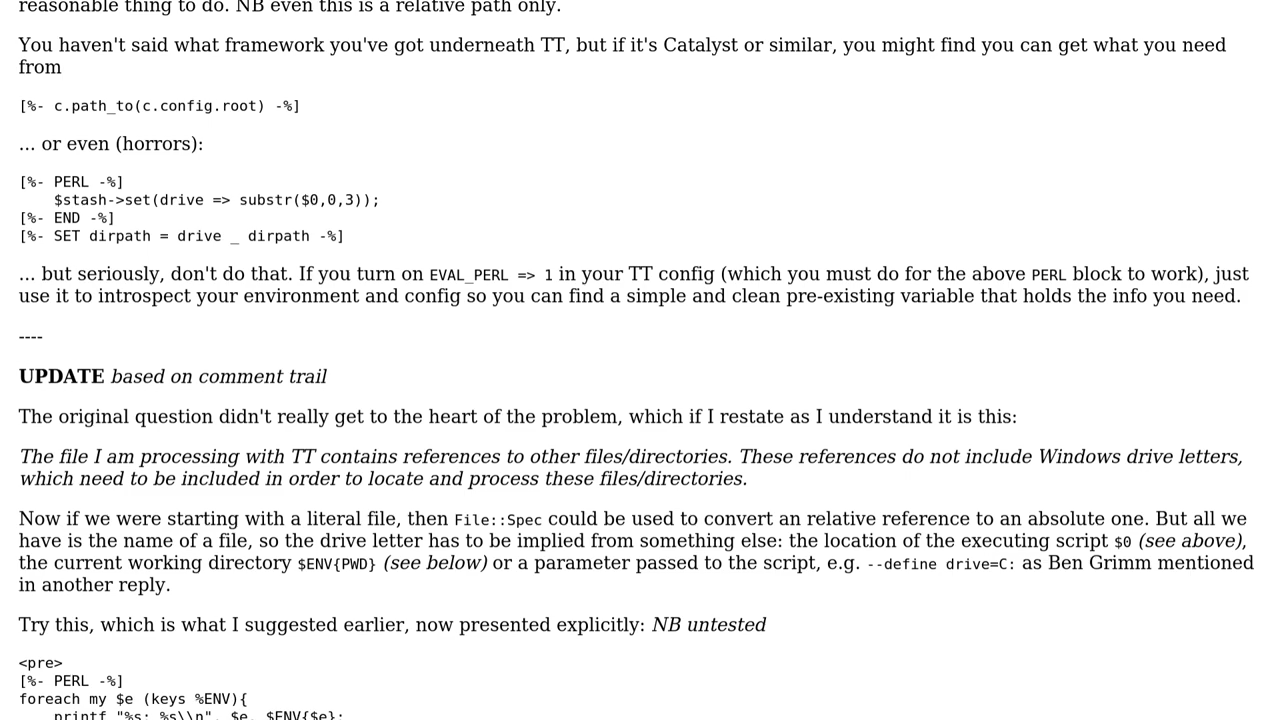 reasonable thing to do. NB even this is a relative path only.
You haven't said what framework you've got underneath TT, but if it's Catalyst or similar, you might find you can get what you need
from
[%- c.path_to(c.config.root) -%]
... or even (horrors):
[%- PERL -%]
    $stash->set(drive => substr($0,0,3));
[%- END -%]
[%- SET dirpath = drive _ dirpath -%]
... but seriously, don't do that. If you turn on EVAL_PERL => 1 in your TT config (which you must do for the above PERL block to work), just
use it to introspect your environment and config so you can find a simple and clean pre-existing variable that holds the info you need.
----
UPDATE based on comment trail
The original question didn't really get to the heart of the problem, which if I restate as I understand it is this:
The file I am processing with TT contains references to other files/directories. These references do not include Windows drive letters,
which need to be included in order to locate and process these files/directories.
Now if we were starting with a literal file, then File::Spec could be used to convert an relative reference to an absolute one. But all we
have is the name of a file, so the drive letter has to be implied from something else: the location of the executing script $0 (see above),
the current working directory $ENV{PWD} (see below) or a parameter passed to the script, e.g. --define drive=C: as Ben Grimm mentioned
in another reply.
Try this, which is what I suggested earlier, now presented explicitly: NB untested
<pre>
[%- PERL -%]
foreach my $e (keys %ENV){
    printf "%s: %s\\n", $e, $ENV{$e};